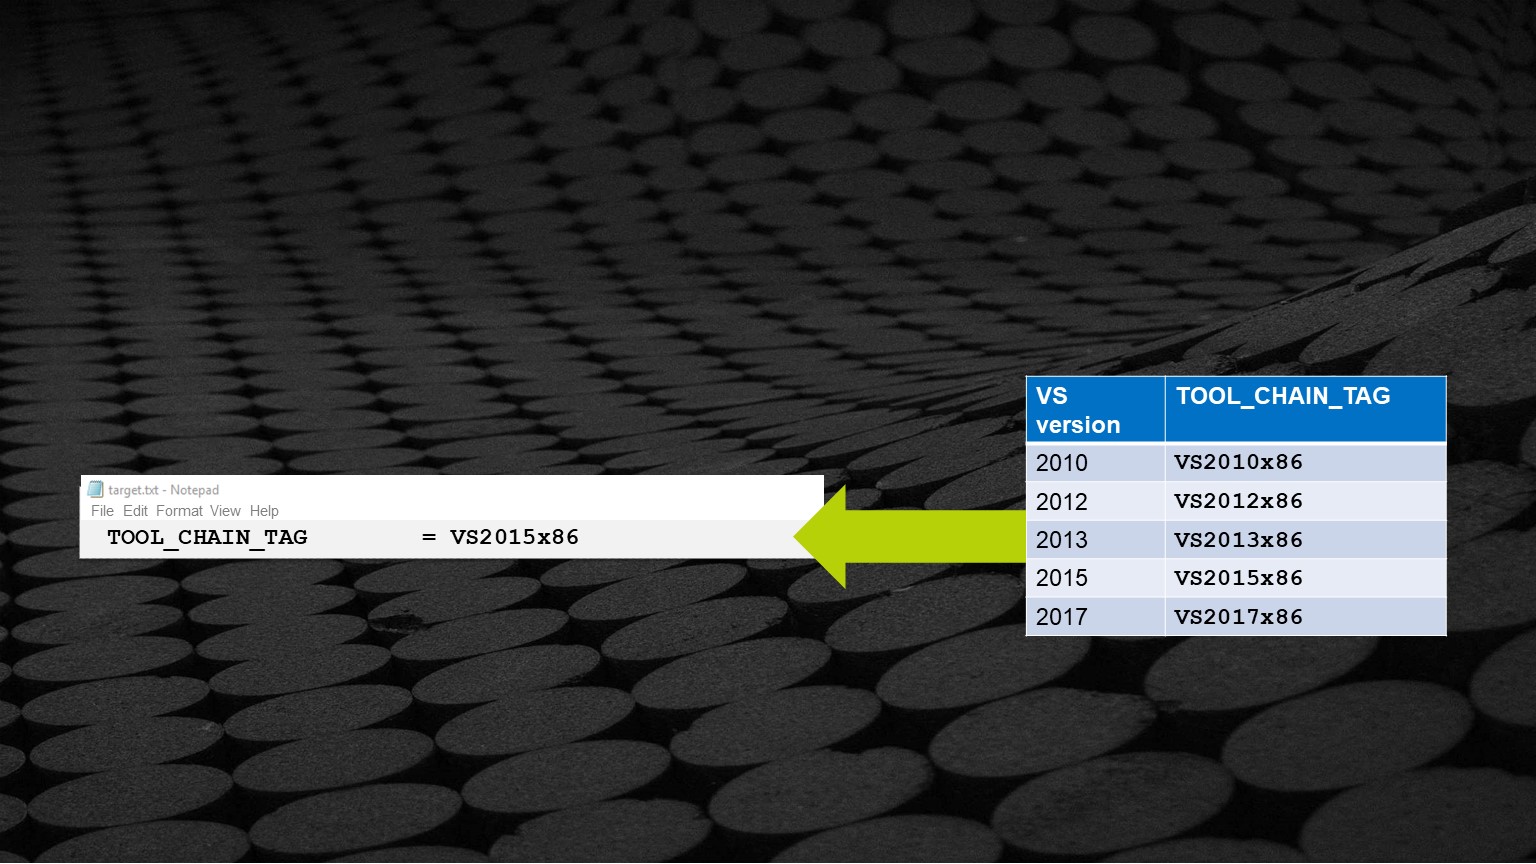 target.txt - Notepad
File Edit Format View Help
TOOL_CHAIN_TAG = VS2015x86
VS version TOOL_CHAIN_TAG
2010 VS2010x86
2012 VS2012x86
2013 VS2013x86
2015 VS2015x86
2017 VS2017x86